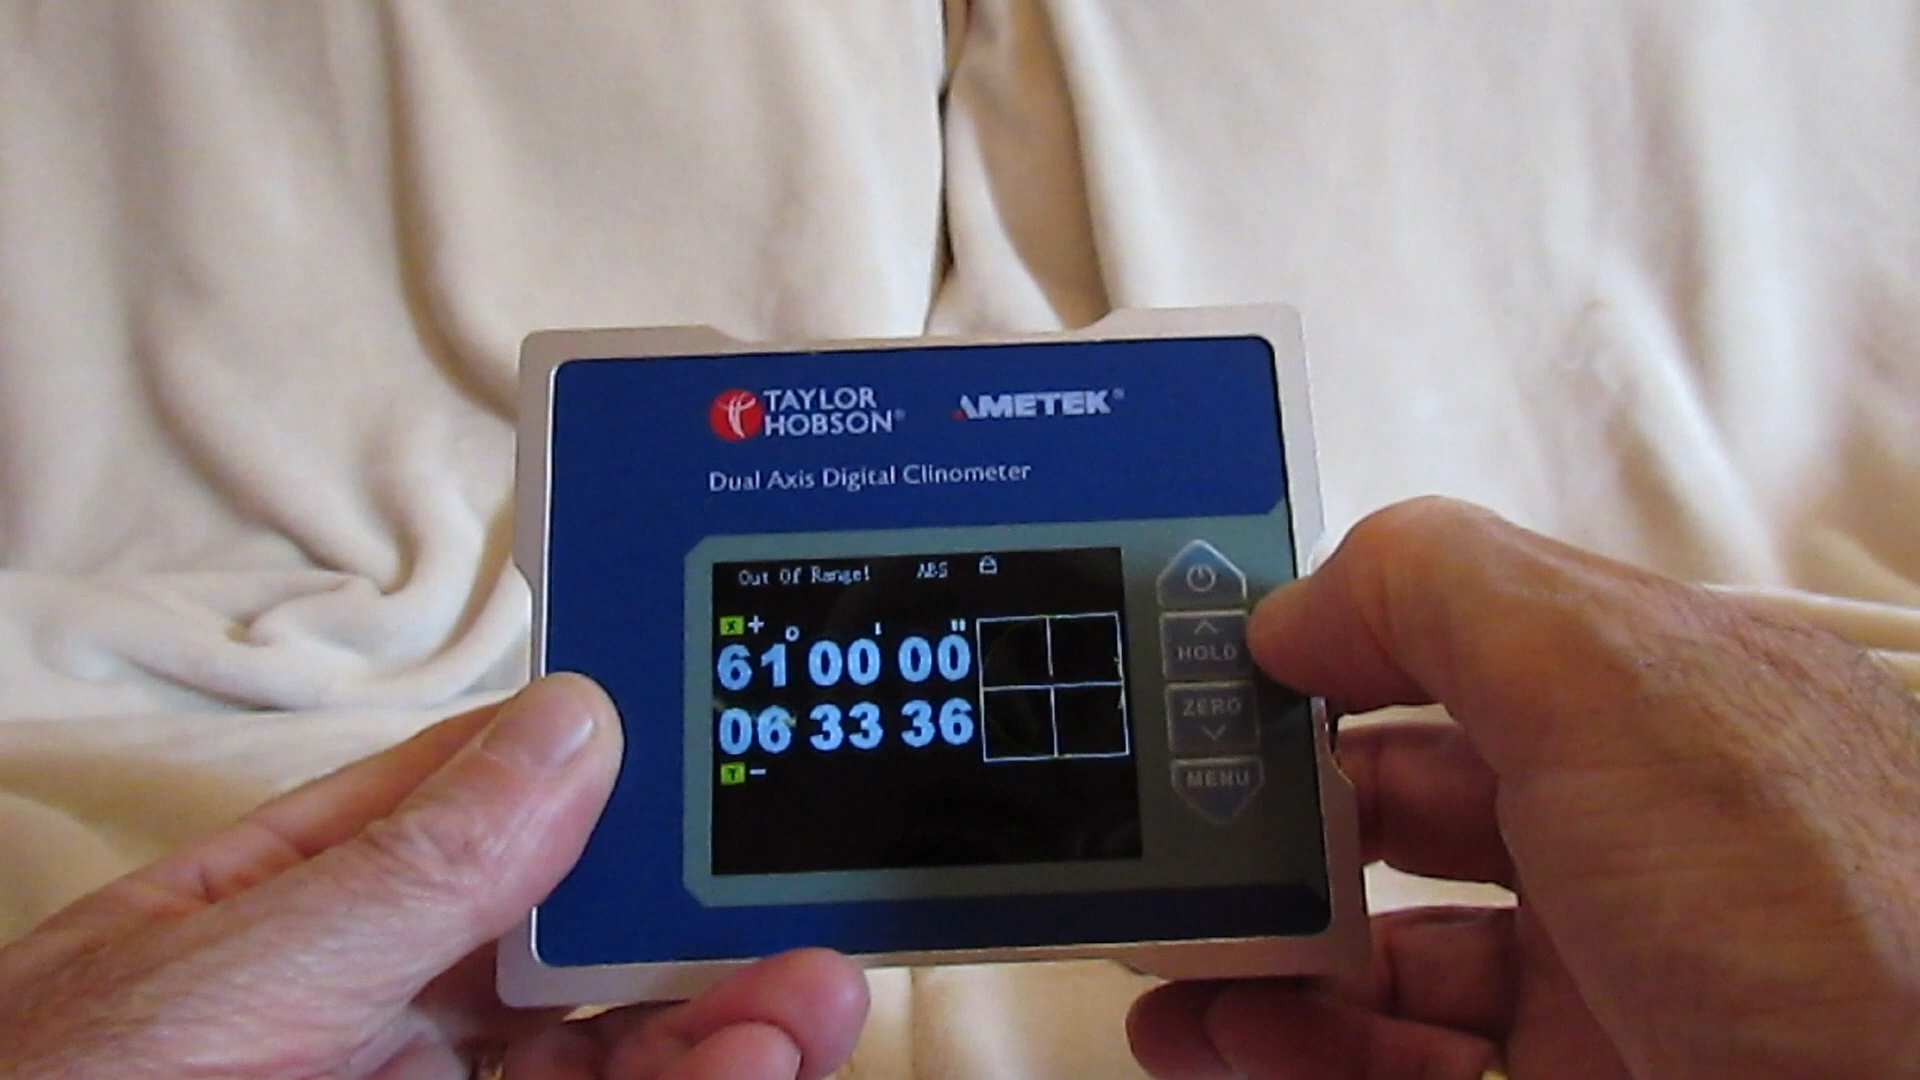 TAYLOR HOBSON®
AMETEK®
Dual Axis Digital Clinometer
Out Of Range! ABS
X +
° ' "
61 00 00
06 33 36
Y -
HOLD
ZERO
MENU